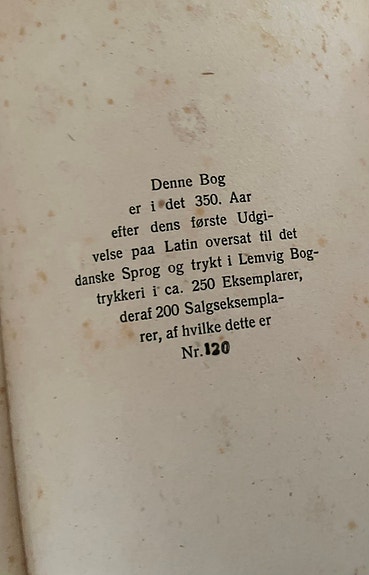 Denne Bog
er i det 350. Aar
efter dens første Udgi-
velse paa Latin oversat til det
danske Sprog og trykt i Lemvig Bog-
trykkeri i ca. 250 Eksemplarer,
deraf 200 Salgseksempla-
rer, af hvilke dette er
Nr. 120